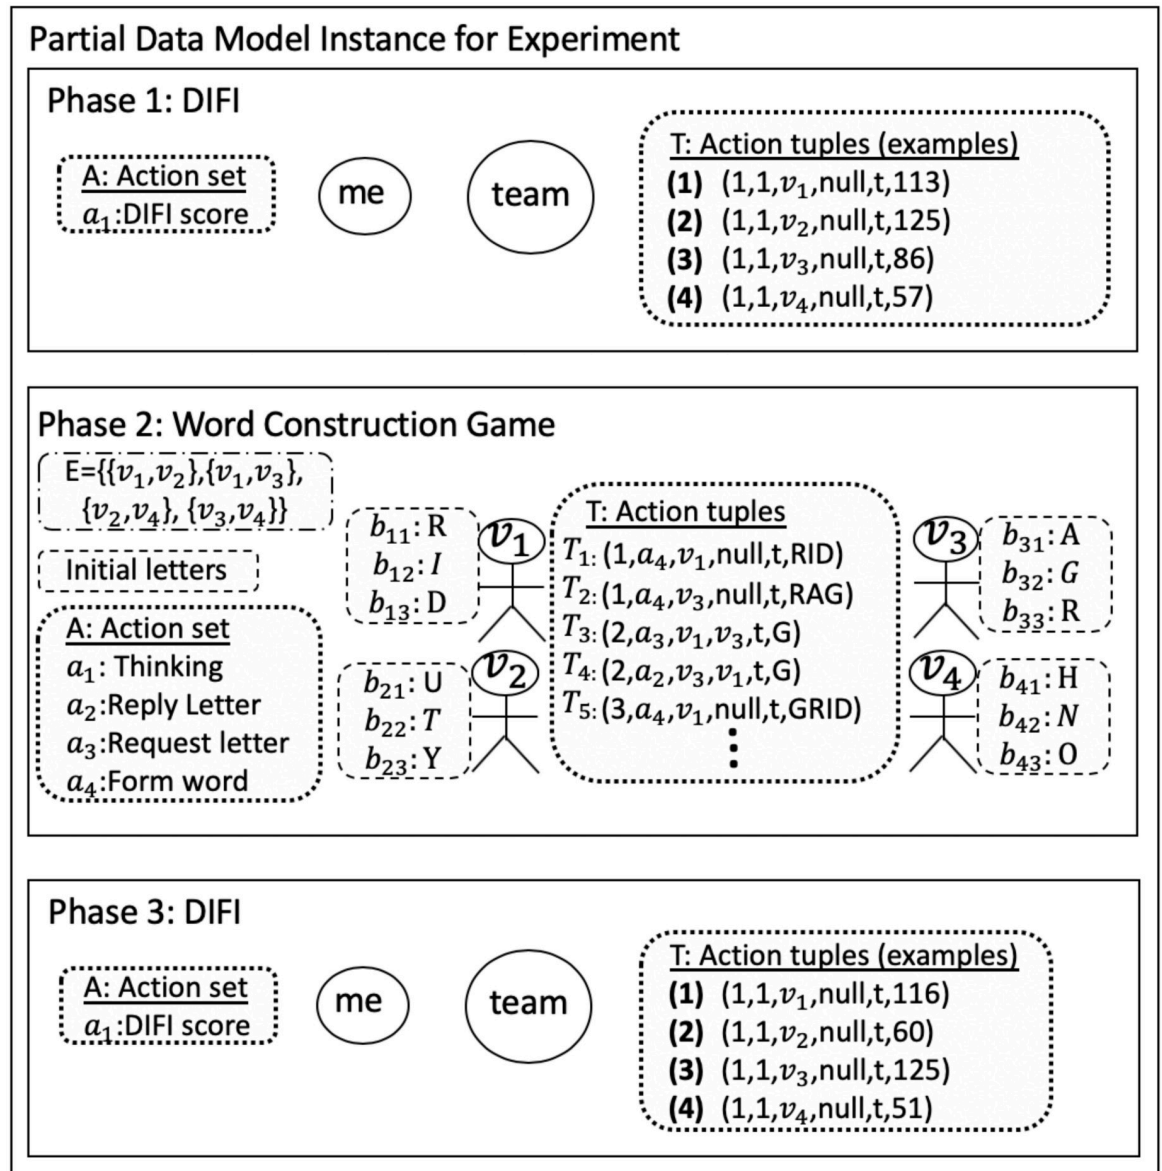 Partial Data Model Instance for Experiment
Phase 1: DIFI
A: Action set
a₁:DIFI score
me
team
T: Action tuples (examples)
(1) (1,1,v₁,null,t,113)
(2) (1,1,v₂,null,t,125)
(3) (1,1,v₃,null,t,86)
(4) (1,1,v₄,null,t,57)
Phase 2: Word Construction Game
E={{v₁,v₂},{v₁,v₃},
{v₂,v₄}, {v₃,v₄}}
Initial letters
A: Action set
a₁: Thinking
a₂:Reply Letter
a₃:Request letter
a₄:Form word
b₁₁: R
b₁₂: I
b₁₃: D
v₁
b₂₁: U
b₂₂: T
b₂₃: Y
v₂
T: Action tuples
T₁: (1,a₄,v₁,null,t,RID)
T₂: (1,a₄,v₃,null,t,RAG)
T₃: (2,a₃,v₁,v₃,t,G)
T₄: (2,a₂,v₃,v₁,t,G)
T₅: (3,a₄,v₁,null,t,GRID)
⋮
v₃
b₃₁: A
b₃₂: G
b₃₃: R
v₄
b₄₁: H
b₄₂: N
b₄₃: O
Phase 3: DIFI
A: Action set
a₁:DIFI score
me
team
T: Action tuples (examples)
(1) (1,1,v₁,null,t,116)
(2) (1,1,v₂,null,t,60)
(3) (1,1,v₃,null,t,125)
(4) (1,1,v₄,null,t,51)